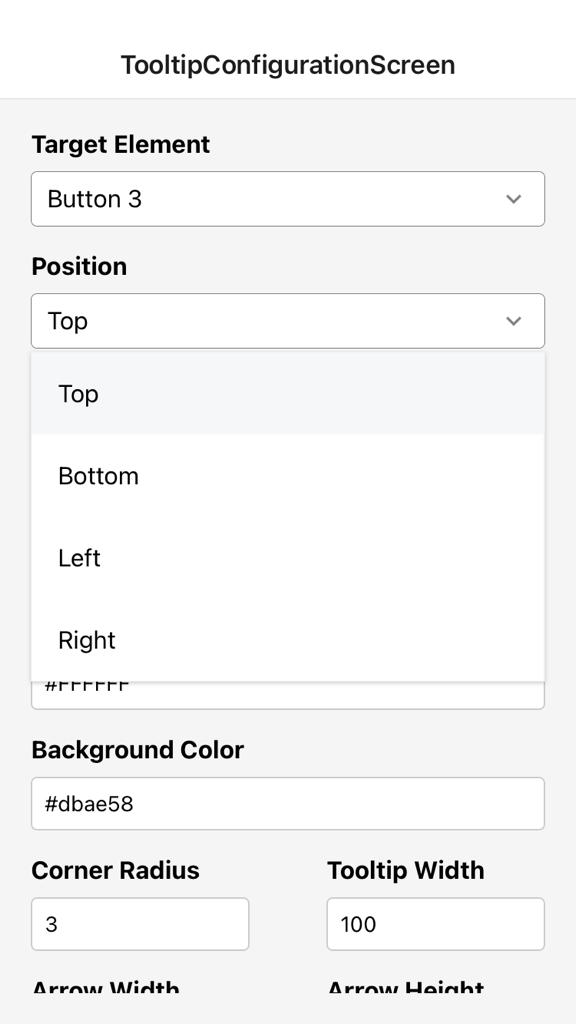 TooltipConfigurationScreen
Target Element
Button 3
Position
Top
Top
Bottom
Left
Right
#FFFFFF
Background Color
#dbae58
Corner Radius
Tooltip Width
3
100
Arrow Width
Arrow Height